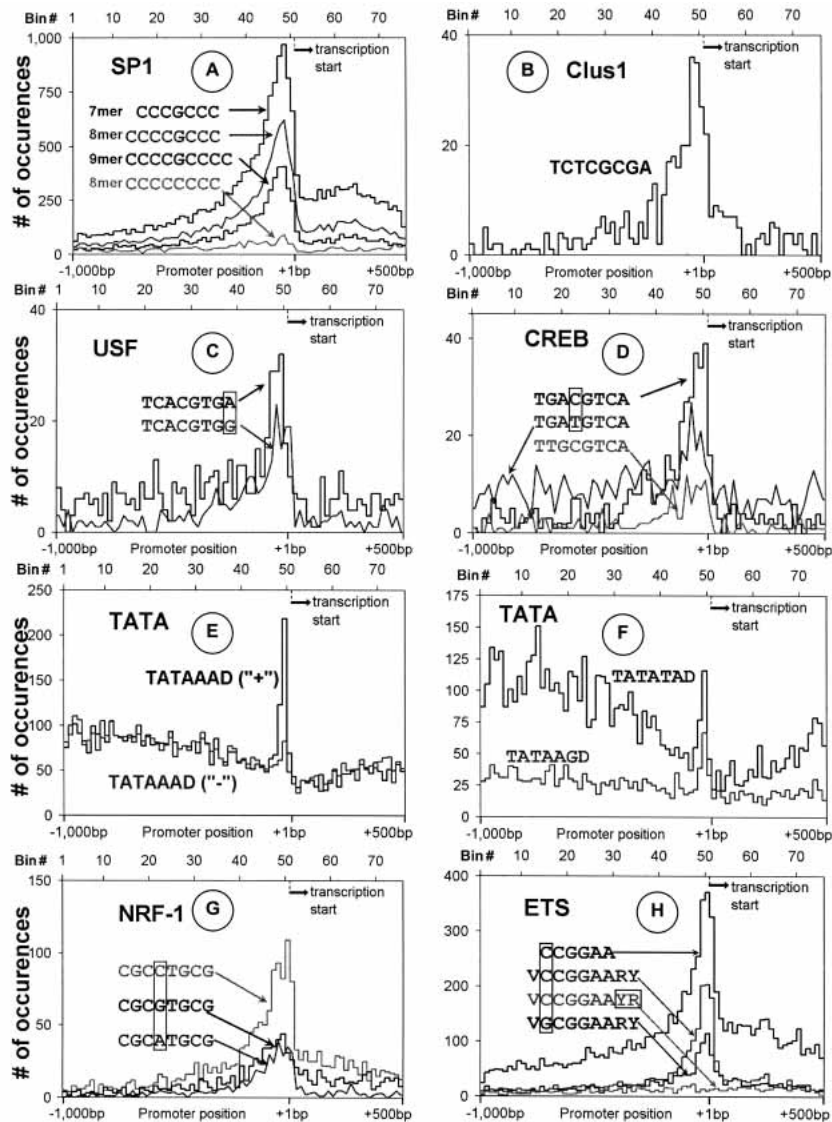 Bin # 1 10 20 30 40 50 60 70
# of occurences
1,000
750
500
250
0
SP1
A
transcription
start
7mer CCCGCCC
8mer CCCCGCCC
9mer CCCCGCCCC
8mer CCCCCCCC
-1,000bp Promoter position +1bp +500bp
Bin # 10 20 30 40 50 60 70
40
20
0
B
Clus1
transcription
start
TCTCGCGA
-1,000bp Promoter position +1bp +500bp
Bin # 1 10 20 30 40 50 60 70
# of occurences
40
20
0
USF
C
transcription
start
TCACGTGA
TCACGTGG
-1,000bp Promoter position +1bp +500bp
Bin # 10 20 30 40 50 60 70
40
20
0
CREB
D
transcription
start
TGACGTCA
TGATGTCA
TTGCGTCA
-1,000bp Promoter position +1bp +500bp
Bin # 1 10 20 30 40 50 60 70
# of occurences
250
200
150
100
50
0
TATA
E
transcription
start
TATAAAD ("+")
TATAAAD ("-")
-1,000bp Promoter position +1bp +500bp
Bin # 10 20 30 40 50 60 70
175
150
125
100
75
50
25
0
TATA
F
transcription
start
TATATAD
TATAAGD
-1,000bp Promoter position +1bp +500bp
Bin # 1 10 20 30 40 50 60 70
# of occurences
150
100
50
0
NRF-1
G
transcription
start
CGCCTGCG
CGCGTGCG
CGCATGCG
-1,000bp Promoter position +1bp +500bp
Bin # 10 20 30 40 50 60 70
400
300
200
100
0
ETS
H
transcription
start
CCGGAA
VCCGGAARY
VCCGGAAYR
VGCGGAARY
-1,000bp Promoter position +1bp +500bp